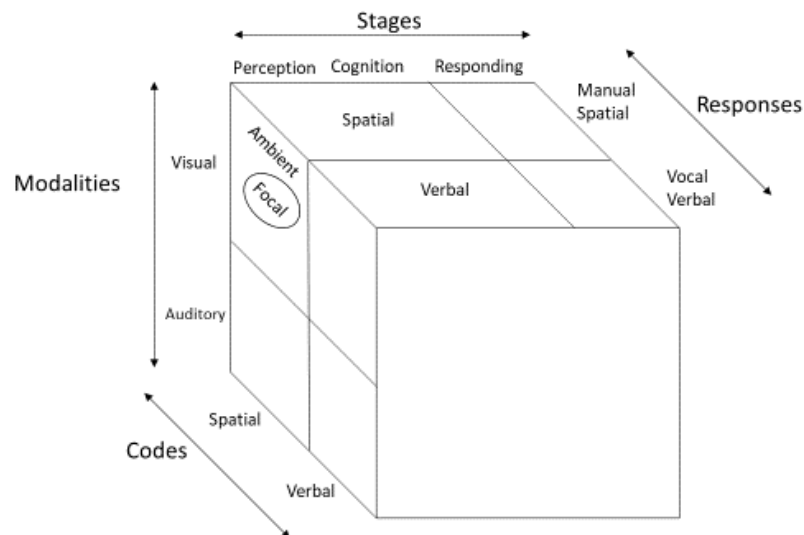 Stages
Perception Cognition Responding
Manual
Spatial
Responses
Spatial
Ambient
Visual
Focal
Modalities
Verbal
Vocal
Verbal
Auditory
Spatial
Codes
Verbal